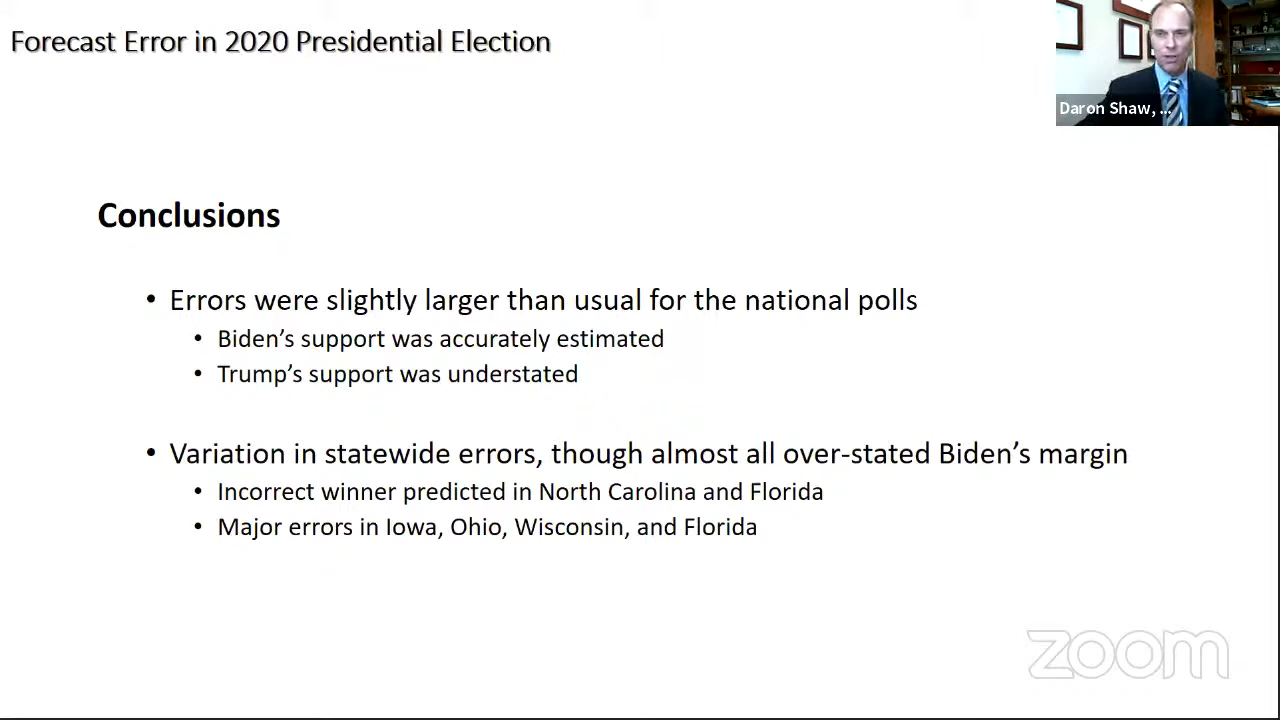 Forecast Error in 2020 Presidential Election
Daron Shaw, ...
Conclusions
• Errors were slightly larger than usual for the national polls
• Biden’s support was accurately estimated
• Trump’s support was understated
• Variation in statewide errors, though almost all over-stated Biden’s margin
• Incorrect winner predicted in North Carolina and Florida
• Major errors in Iowa, Ohio, Wisconsin, and Florida
zoom